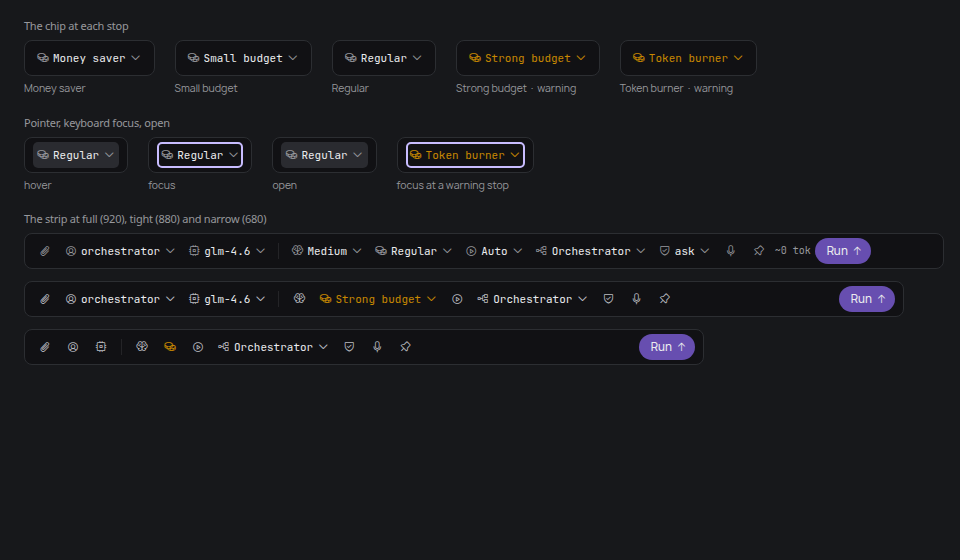 The chip at each stop
Money saver Small budget Regular Strong budget Token burner
Money saver Small budget Regular Strong budget · warning Token burner · warning
Pointer, keyboard focus, open
Regular Regular Regular Token burner
hover focus open focus at a warning stop
The strip at full (920), tight (880) and narrow (680)
orchestrator glm-4.6 Medium Regular Auto Orchestrator ask ~0 tok Run ↑
orchestrator glm-4.6 Strong budget Orchestrator Run ↑
Orchestrator Run ↑